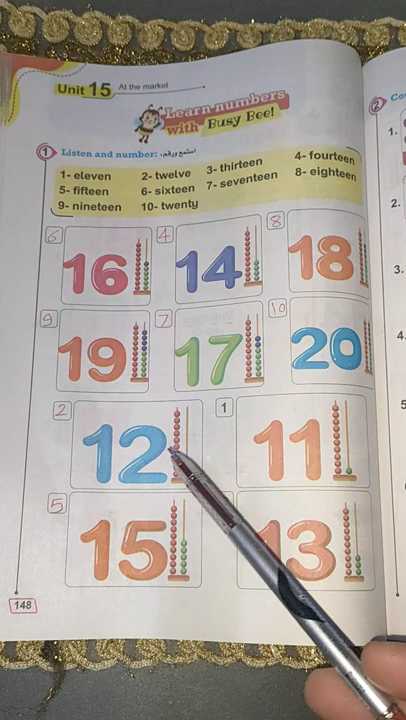 Unit 15 At the market
Learn numbers
with Busy Bee!
1 Listen and number: استمع ورقم:
1- eleven 2- twelve 3- thirteen 4- fourteen
5- fifteen 6- sixteen 7- seventeen 8- eighteen
9- nineteen 10- twenty
6 4 8
16 14 18
9 7 10
19 17 20
2 1
12 11
5
15 13
148
2 Co
1.
2.
3.
4.
5